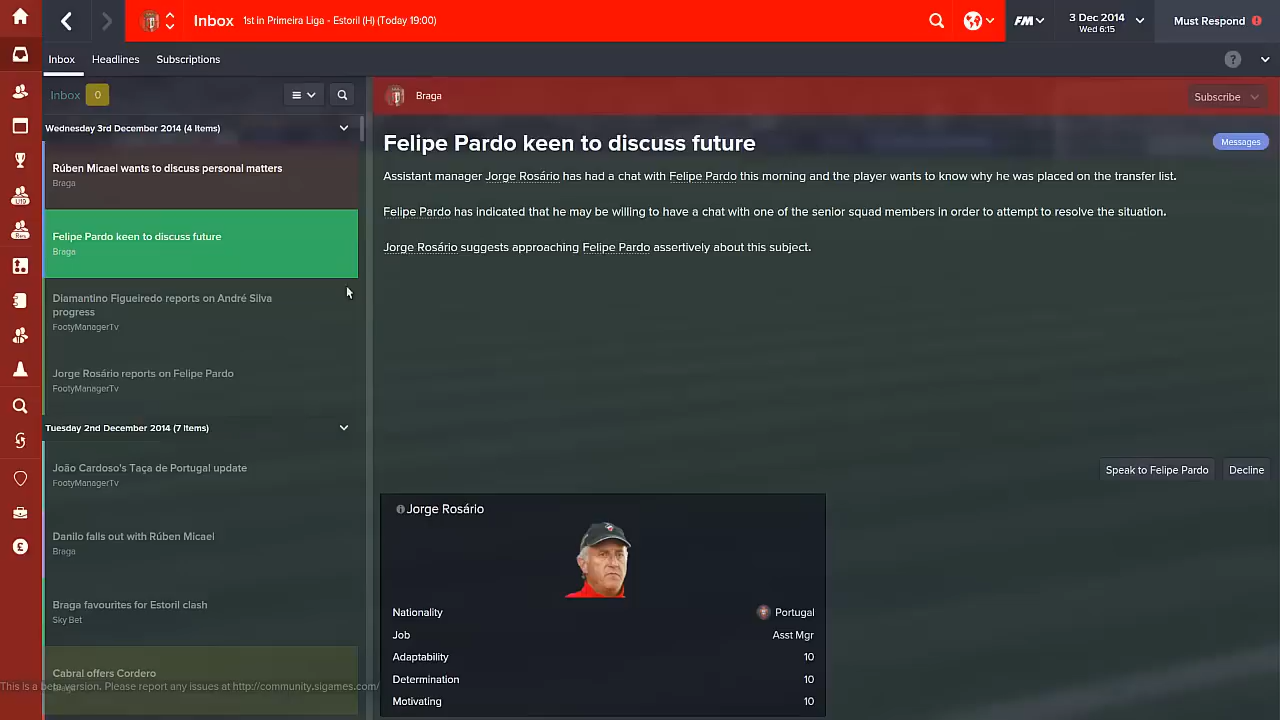 Inbox
1st in Primeira Liga - Estoril (H) (Today 19:00)
FM
3 Dec 2014
Wed 6:15
Must Respond
Inbox
Headlines
Subscriptions
?
Inbox
0
Braga
Subscribe
Wednesday 3rd December 2014 (4 Items)
Rúben Micael wants to discuss personal matters
Braga
Felipe Pardo keen to discuss future
Braga
Diamantino Figueiredo reports on André Silva
progress
FootyManagerTv
Jorge Rosário reports on Felipe Pardo
FootyManagerTv
Tuesday 2nd December 2014 (7 Items)
João Cardoso's Taça de Portugal update
FootyManagerTv
Danilo falls out with Rúben Micael
Braga
Braga favourites for Estoril clash
Sky Bet
Cabral offers Cordero
This is a beta version. Please report any issues at http://community.sigames.com/
Felipe Pardo keen to discuss future
Messages
Assistant manager Jorge Rosário has had a chat with Felipe Pardo this morning and the player wants to know why he was placed on the transfer list.
Felipe Pardo has indicated that he may be willing to have a chat with one of the senior squad members in order to attempt to resolve the situation.
Jorge Rosário suggests approaching Felipe Pardo assertively about this subject.
Speak to Felipe Pardo
Decline
Jorge Rosário
Nationality
Portugal
Job
Asst Mgr
Adaptability
10
Determination
10
Motivating
10